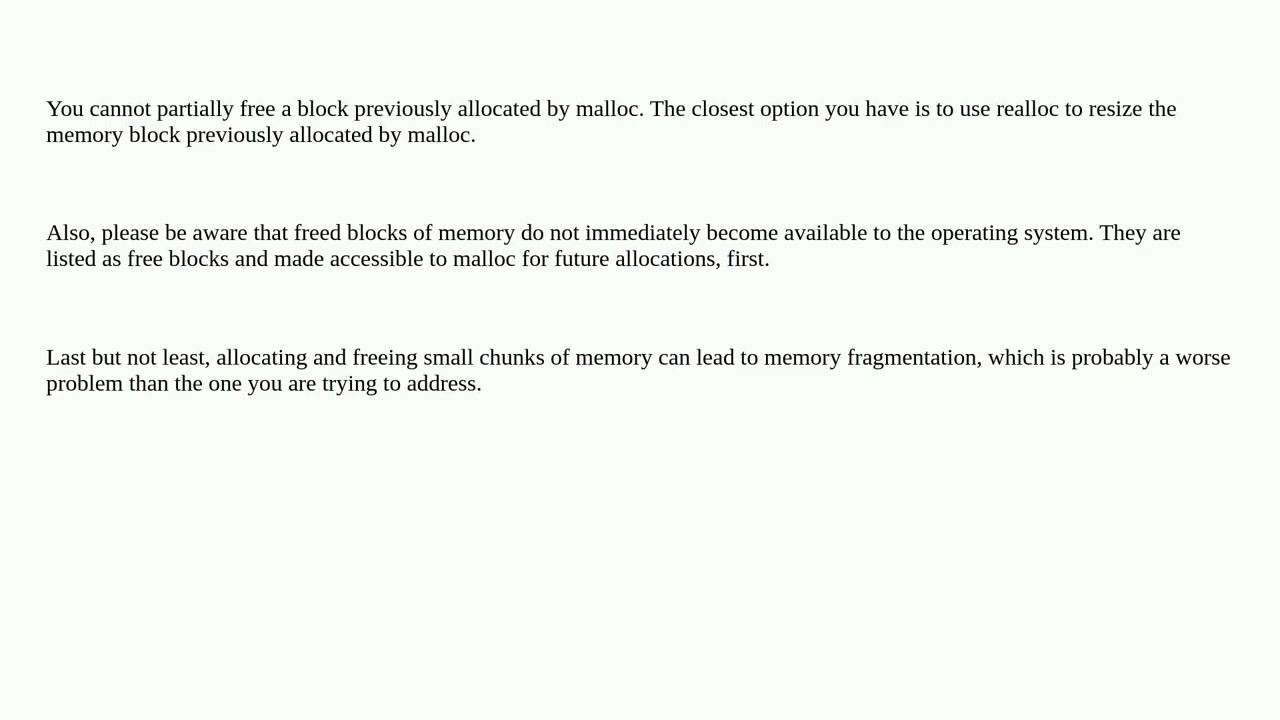 You cannot partially free a block previously allocated by malloc. The closest option you have is to use realloc to resize the
memory block previously allocated by malloc.
Also, please be aware that freed blocks of memory do not immediately become available to the operating system. They are
listed as free blocks and made accessible to malloc for future allocations, first.
Last but not least, allocating and freeing small chunks of memory can lead to memory fragmentation, which is probably a worse
problem than the one you are trying to address.